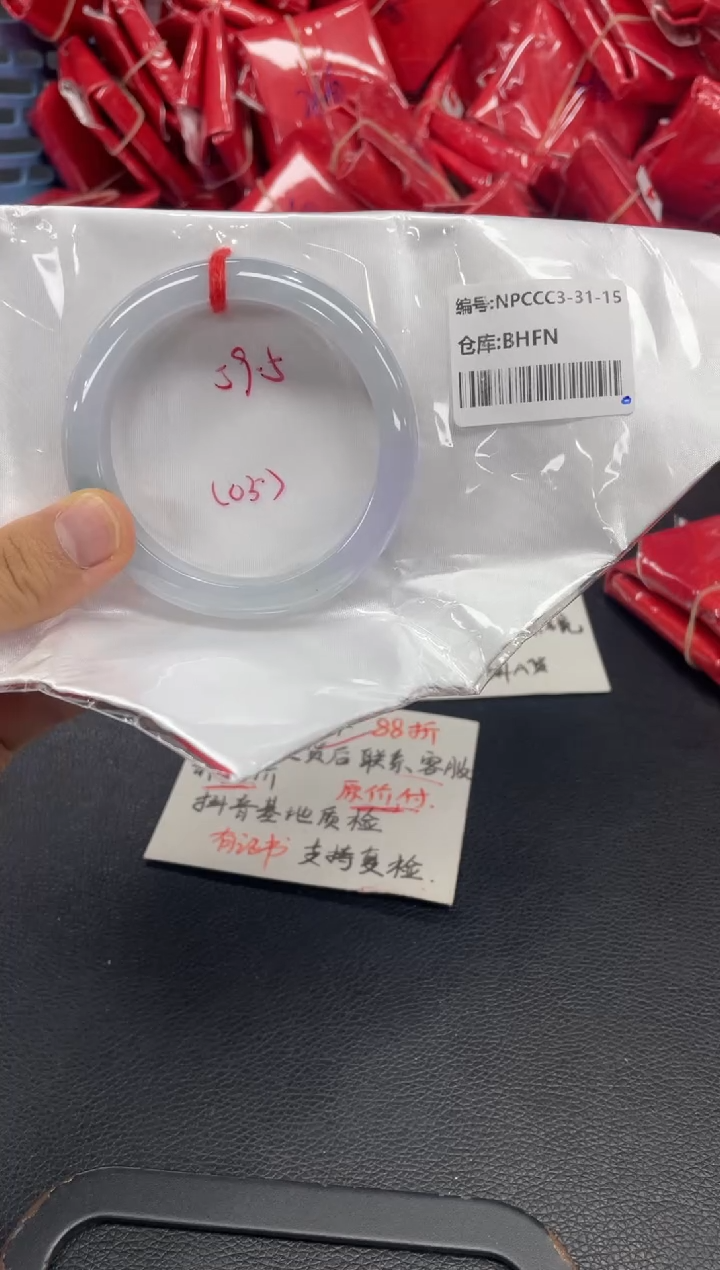 编号:NPCCC3-31-15
仓库:BHFN
59.5
(05)
88折
后联系客服
原价付.
抖音基地质检
有证书 支持复检.